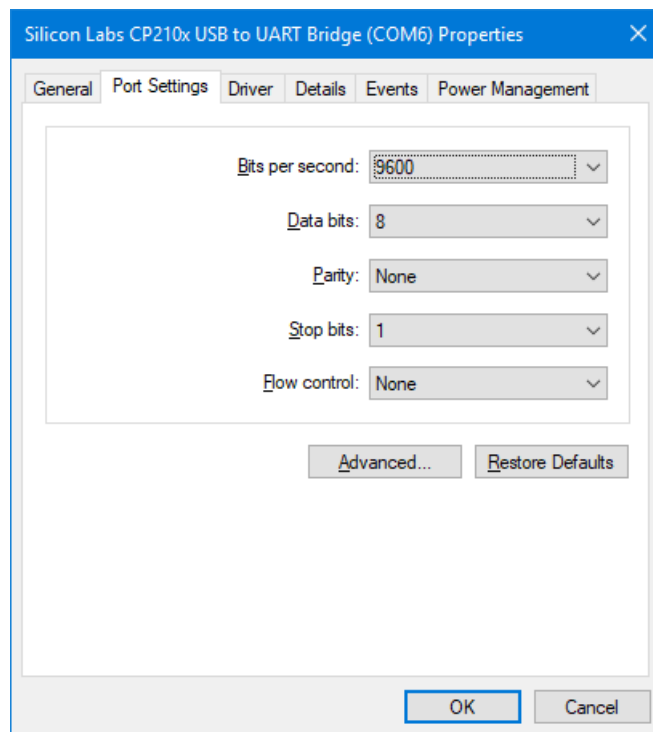 Silicon Labs CP210x USB to UART Bridge (COM6) Properties
General Port Settings Driver Details Events Power Management
Bits per second: 9600
Data bits: 8
Parity: None
Stop bits: 1
Flow control: None
Advanced... Restore Defaults
OK Cancel